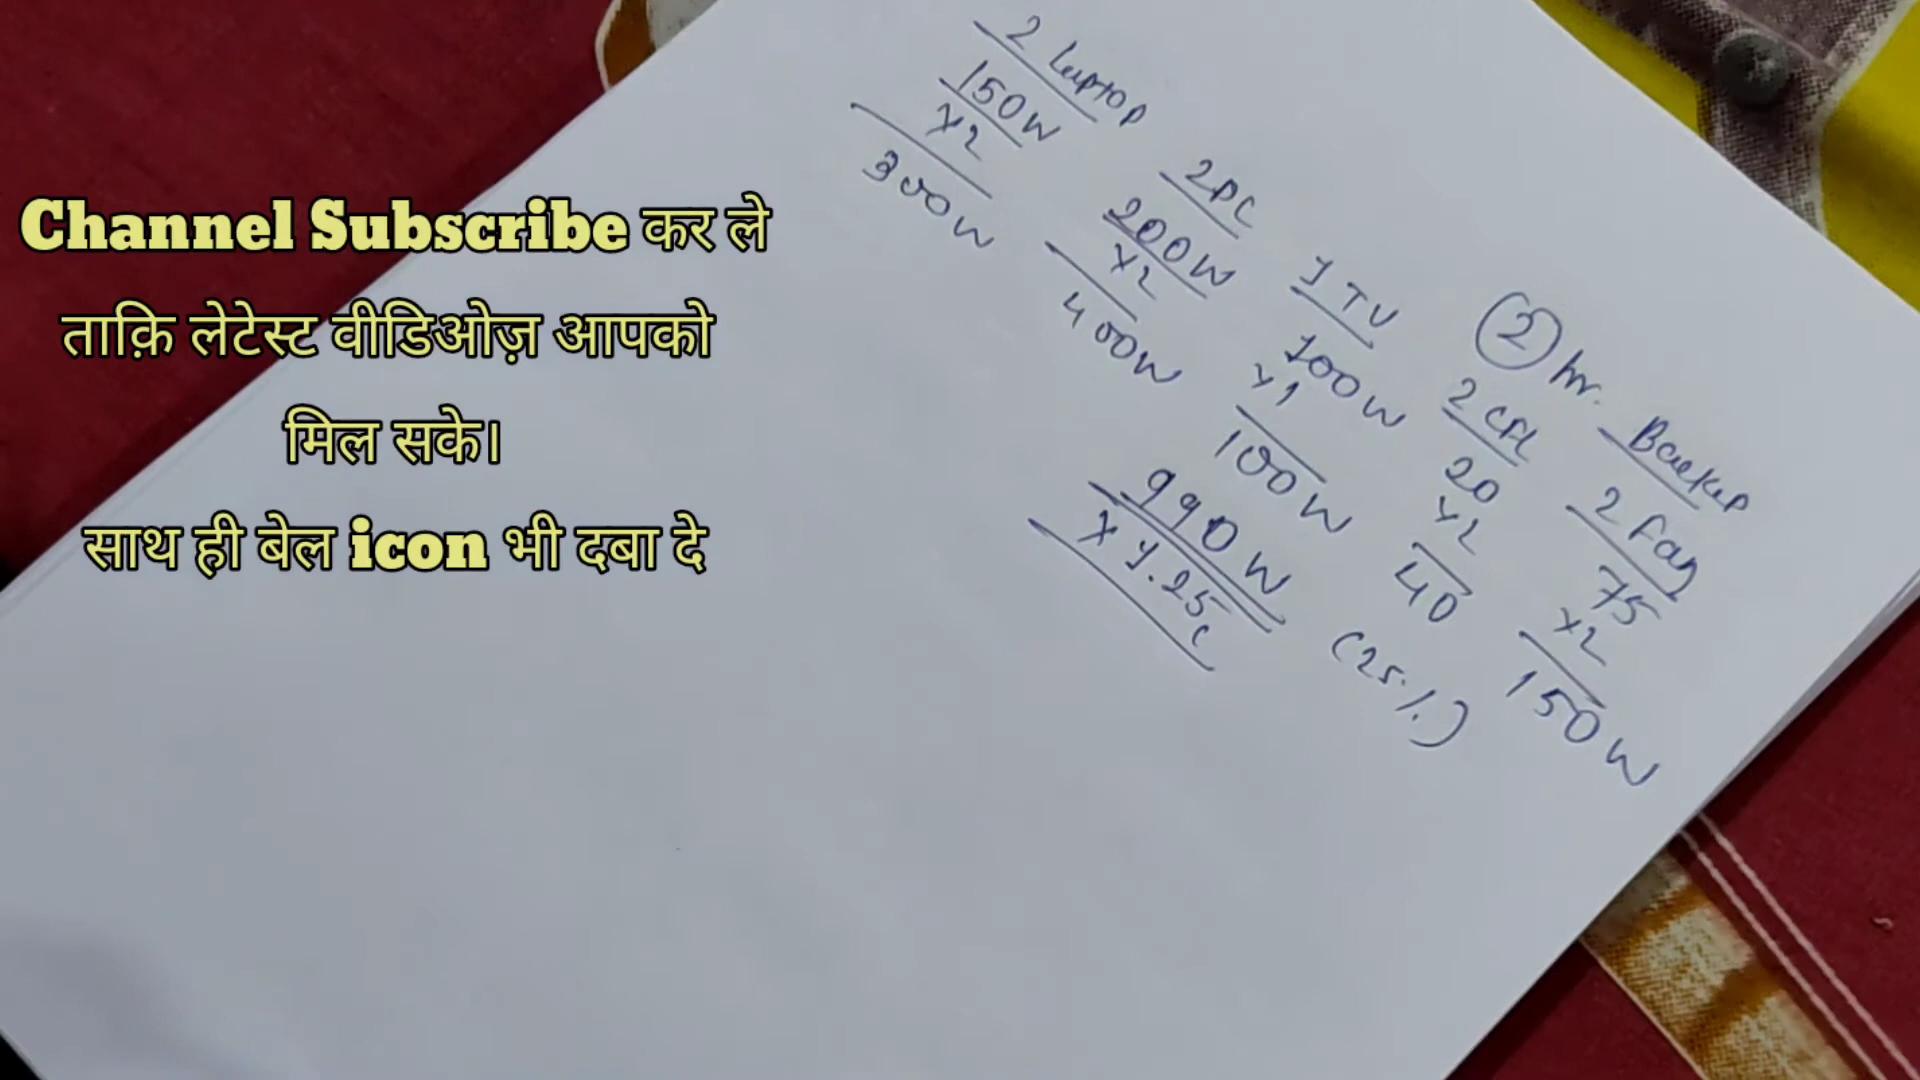 Channel Subscribe कर ले
ताक़ि लेटेस्ट वीडिओज़ आपको
मिल सके।
साथ ही बेल icon भी दबा दे
2 hr. Backup
2 Laptop
150W
x2
300W
2PC
200W
x2
400W
1 TV
100W
x1
100W
2 CFL
20
x2
40
2 Fan
75
x2
150W
990W
x 1.25
(25%)